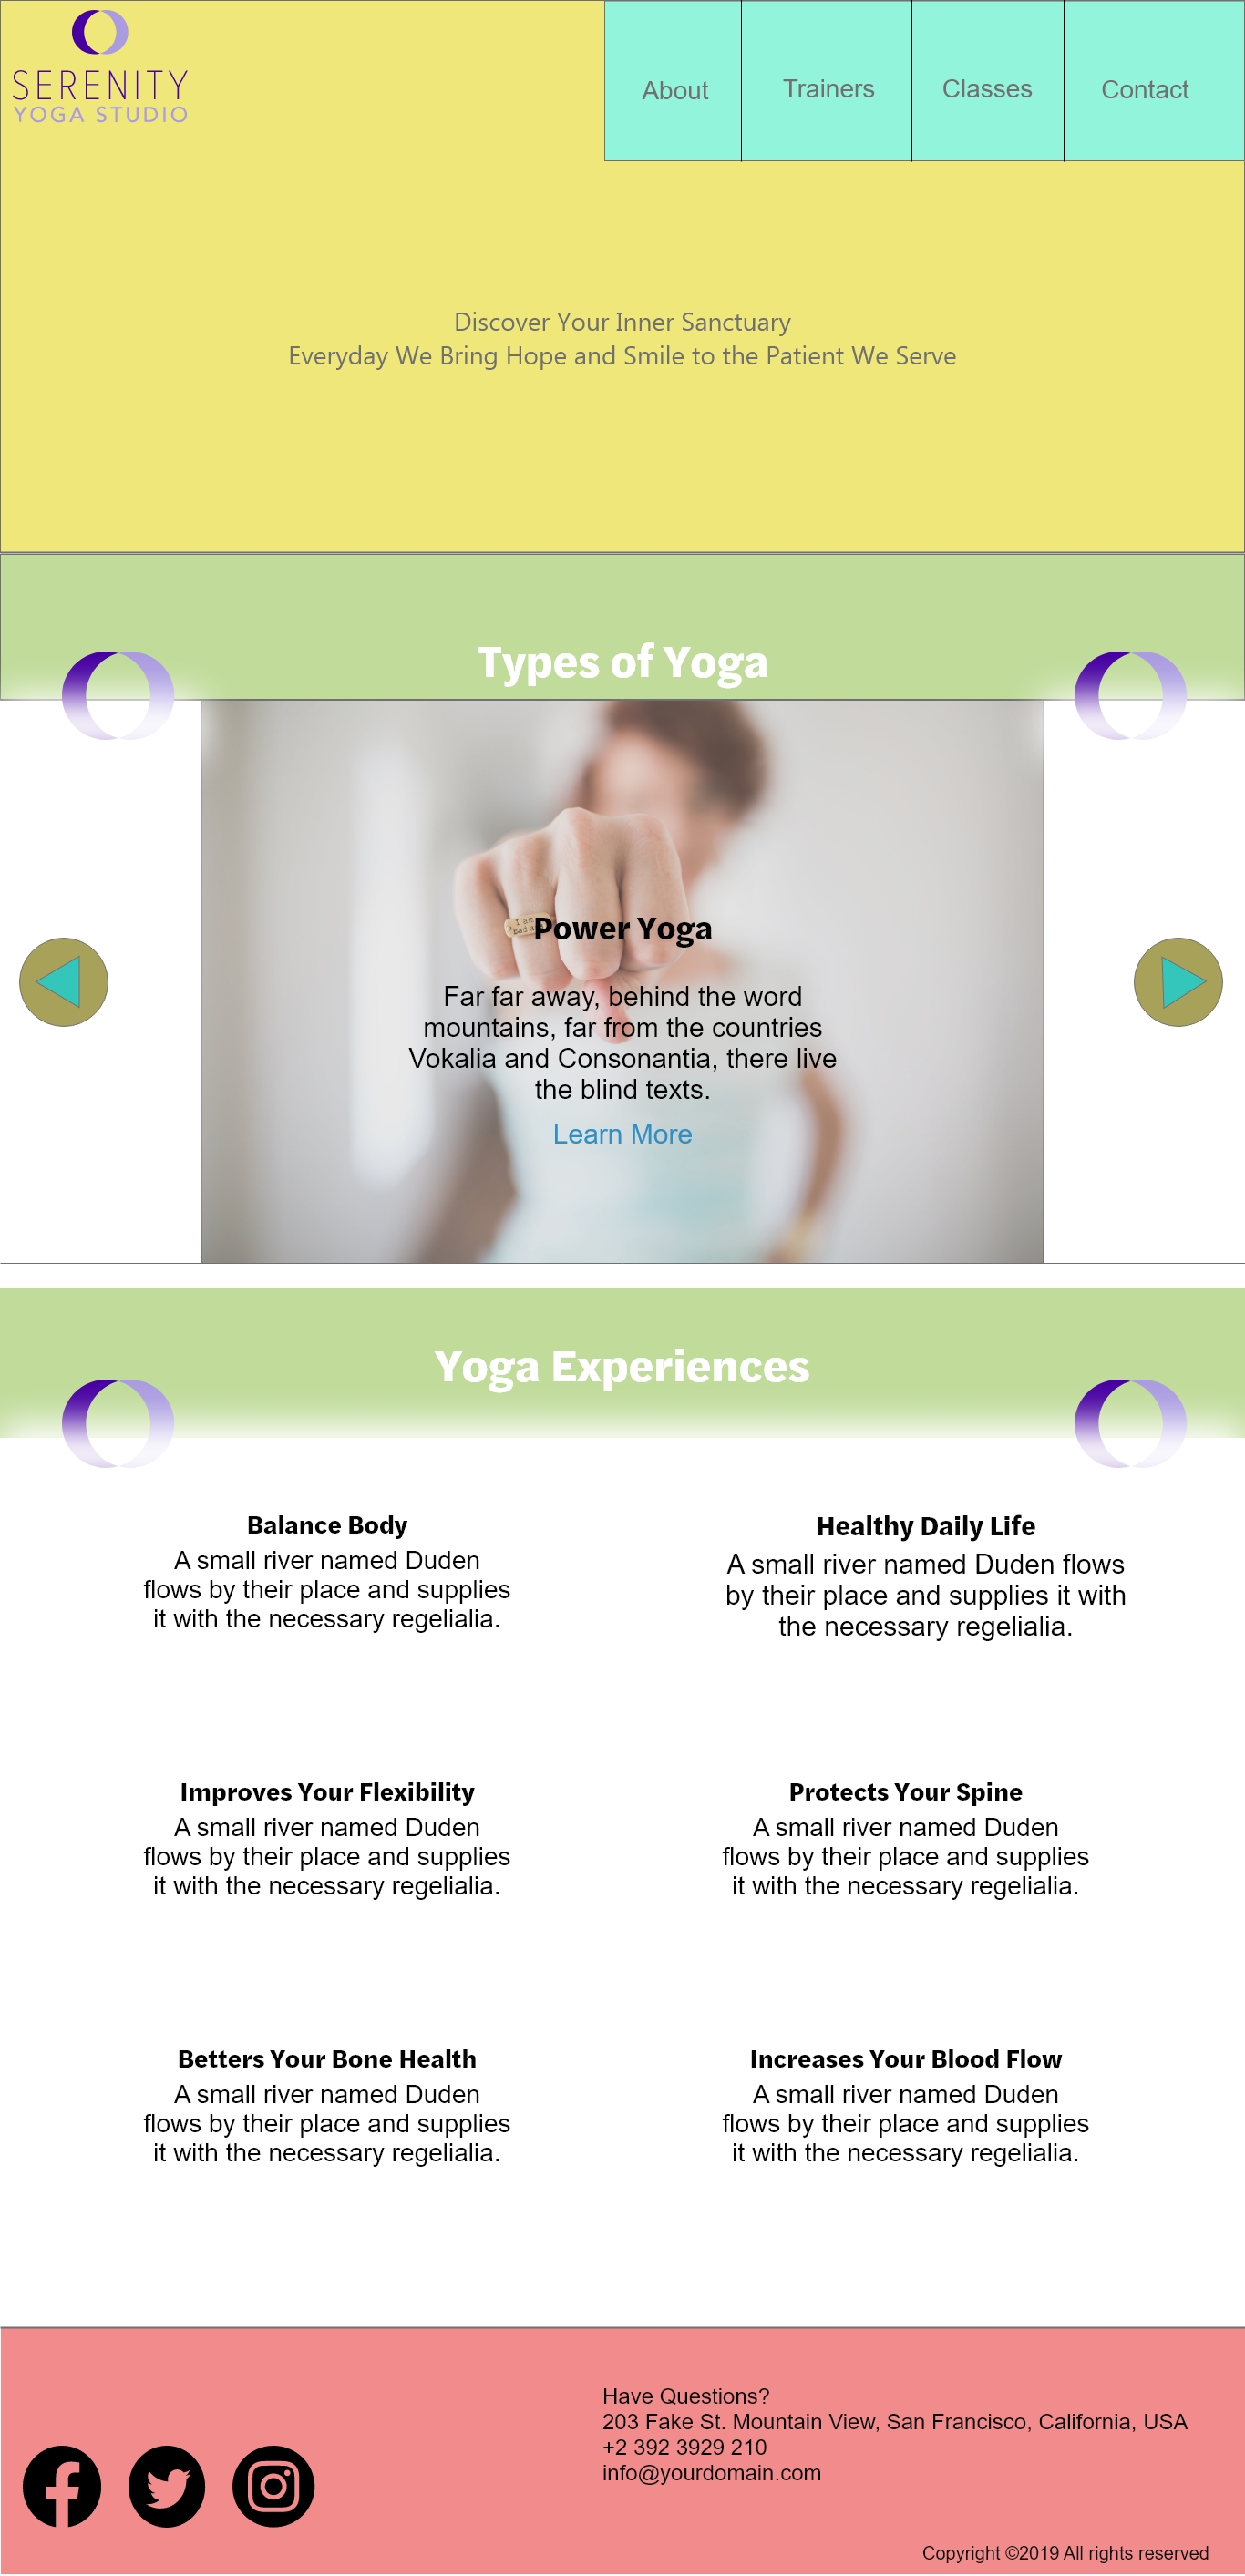 SERENITY
YOGA STUDIO
About
Trainers
Classes
Contact
Discover Your Inner Sanctuary
Everyday We Bring Hope and Smile to the Patient We Serve
Types of Yoga
I am
bad a
Power Yoga
Far far away, behind the word
mountains, far from the countries
Vokalia and Consonantia, there live
the blind texts.
Learn More
Yoga Experiences
Balance Body
A small river named Duden
flows by their place and supplies
it with the necessary regelialia.
Healthy Daily Life
A small river named Duden flows
by their place and supplies it with
the necessary regelialia.
Improves Your Flexibility
A small river named Duden
flows by their place and supplies
it with the necessary regelialia.
Protects Your Spine
A small river named Duden
flows by their place and supplies
it with the necessary regelialia.
Betters Your Bone Health
A small river named Duden
flows by their place and supplies
it with the necessary regelialia.
Increases Your Blood Flow
A small river named Duden
flows by their place and supplies
it with the necessary regelialia.
Have Questions?
203 Fake St. Mountain View, San Francisco, California, USA
+2 392 3929 210
info@yourdomain.com
Copyright ©2019 All rights reserved